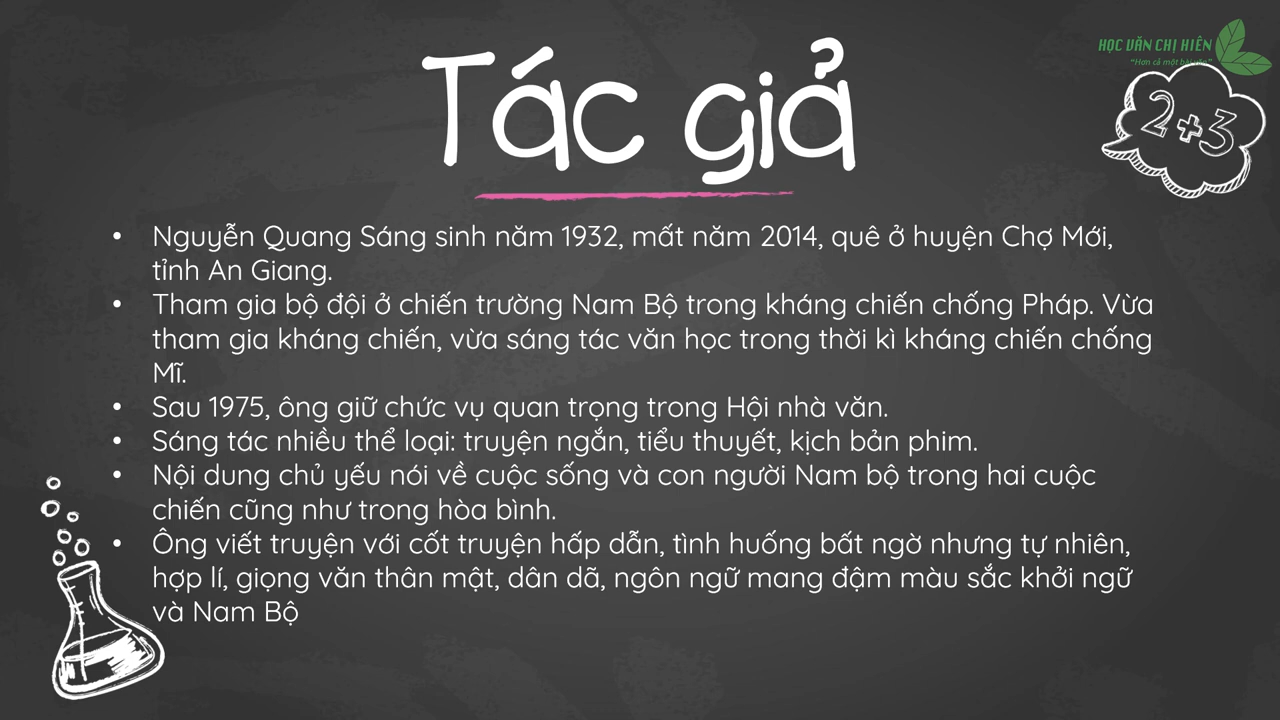 HỌC VĂN CHỊ HIÊN
"Hơn cả một bài văn"
2+3
Tác giả
• Nguyễn Quang Sáng sinh năm 1932, mất năm 2014, quê ở huyện Chợ Mới,
tỉnh An Giang.
• Tham gia bộ đội ở chiến trường Nam Bộ trong kháng chiến chống Pháp. Vừa
tham gia kháng chiến, vừa sáng tác văn học trong thời kì kháng chiến chống
Mĩ.
• Sau 1975, ông giữ chức vụ quan trọng trong Hội nhà văn.
• Sáng tác nhiều thể loại: truyện ngắn, tiểu thuyết, kịch bản phim.
• Nội dung chủ yếu nói về cuộc sống và con người Nam bộ trong hai cuộc
chiến cũng như trong hòa bình.
• Ông viết truyện với cốt truyện hấp dẫn, tình huống bất ngờ nhưng tự nhiên,
hợp lí, giọng văn thân mật, dân dã, ngôn ngữ mang đậm màu sắc khởi ngữ
và Nam Bộ